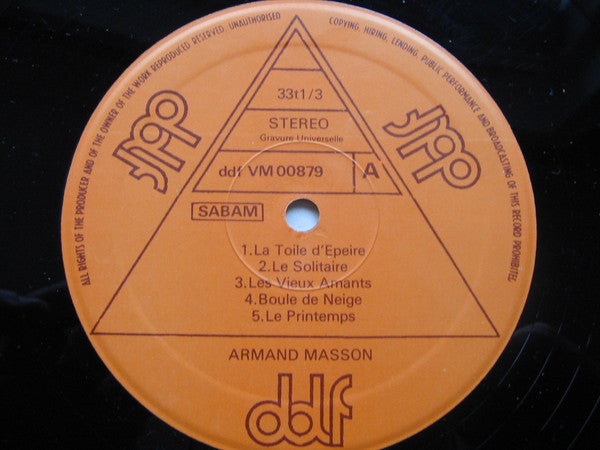 ALL RIGHTS OF THE PRODUCER AND OF THE OWNER OF THE WORK REPRODUCED RESERVED. UNAUTHORISED COPYING, HIRING, LENDING, PUBLIC PERFORMANCE AND BROADCASTING OF THIS RECORD PROHIBITED.
33t1/3
STEREO
Gravure Universelle
ddf VM 00879 A
SABAM
1.La Toile d'Epeire
2.Le Solitaire
3.Les Vieux Amants
4.Boule de Neige
5.Le Printemps
ARMAND MASSON
ddf
ddf
ddf